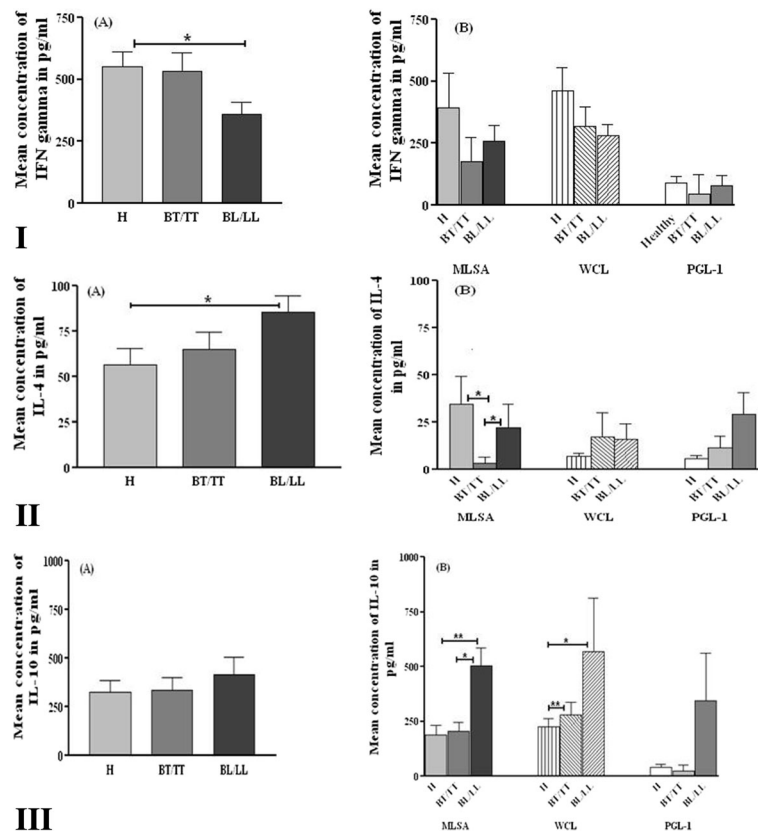 (A)
Mean concentration of
IFN gamma in pg/ml
750
500
250
0
*
H BT/TT BL/LL
I
(B)
Mean concentration of
IFN gamma in pg/ml
750
500
250
0
H BT/TT BL/LL H BT/TT BL/LL Healthy BT/TT BL/LL
MLSA WCL PGL-1
(A)
Mean concentration of
IL-4 in pg/ml
100
75
50
25
0
*
H BT/TT BL/LL
II
(B)
Mean concentration of IL-4
in pg/ml
100
75
50
25
0
*
*
H BT/TT BL/LL H BT/TT BL/LL H BT/TT BL/LL
MLSA WCL PGL-1
(A)
Mean concentration of
IL-10 in pg/ml
1000
750
500
250
0
H BT/TT BL/LL
III
(B)
Mean concentration of IL-10 in
pg/ml
1000
750
500
250
0
**
*
*
**
H BT/TT BL/LL H BT/TT BL/LL H BT/TT BL/LL
MLSA WCL PGL-1